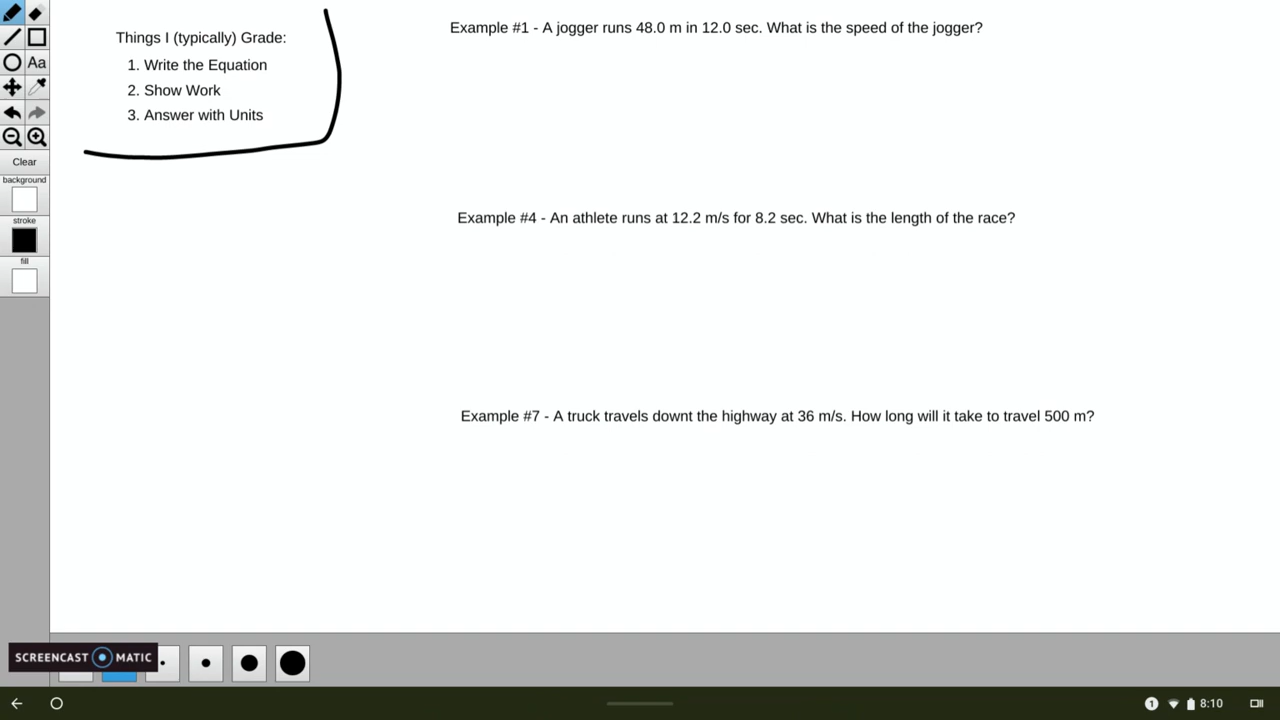 Things I (typically) Grade:
1. Write the Equation
2. Show Work
3. Answer with Units
Example #1 - A jogger runs 48.0 m in 12.0 sec. What is the speed of the jogger?
Example #4 - An athlete runs at 12.2 m/s for 8.2 sec. What is the length of the race?
Example #7 - A truck travels downt the highway at 36 m/s. How long will it take to travel 500 m?
Aa
Clear
background
stroke
fill
SCREENCAST MATIC
1 8:10